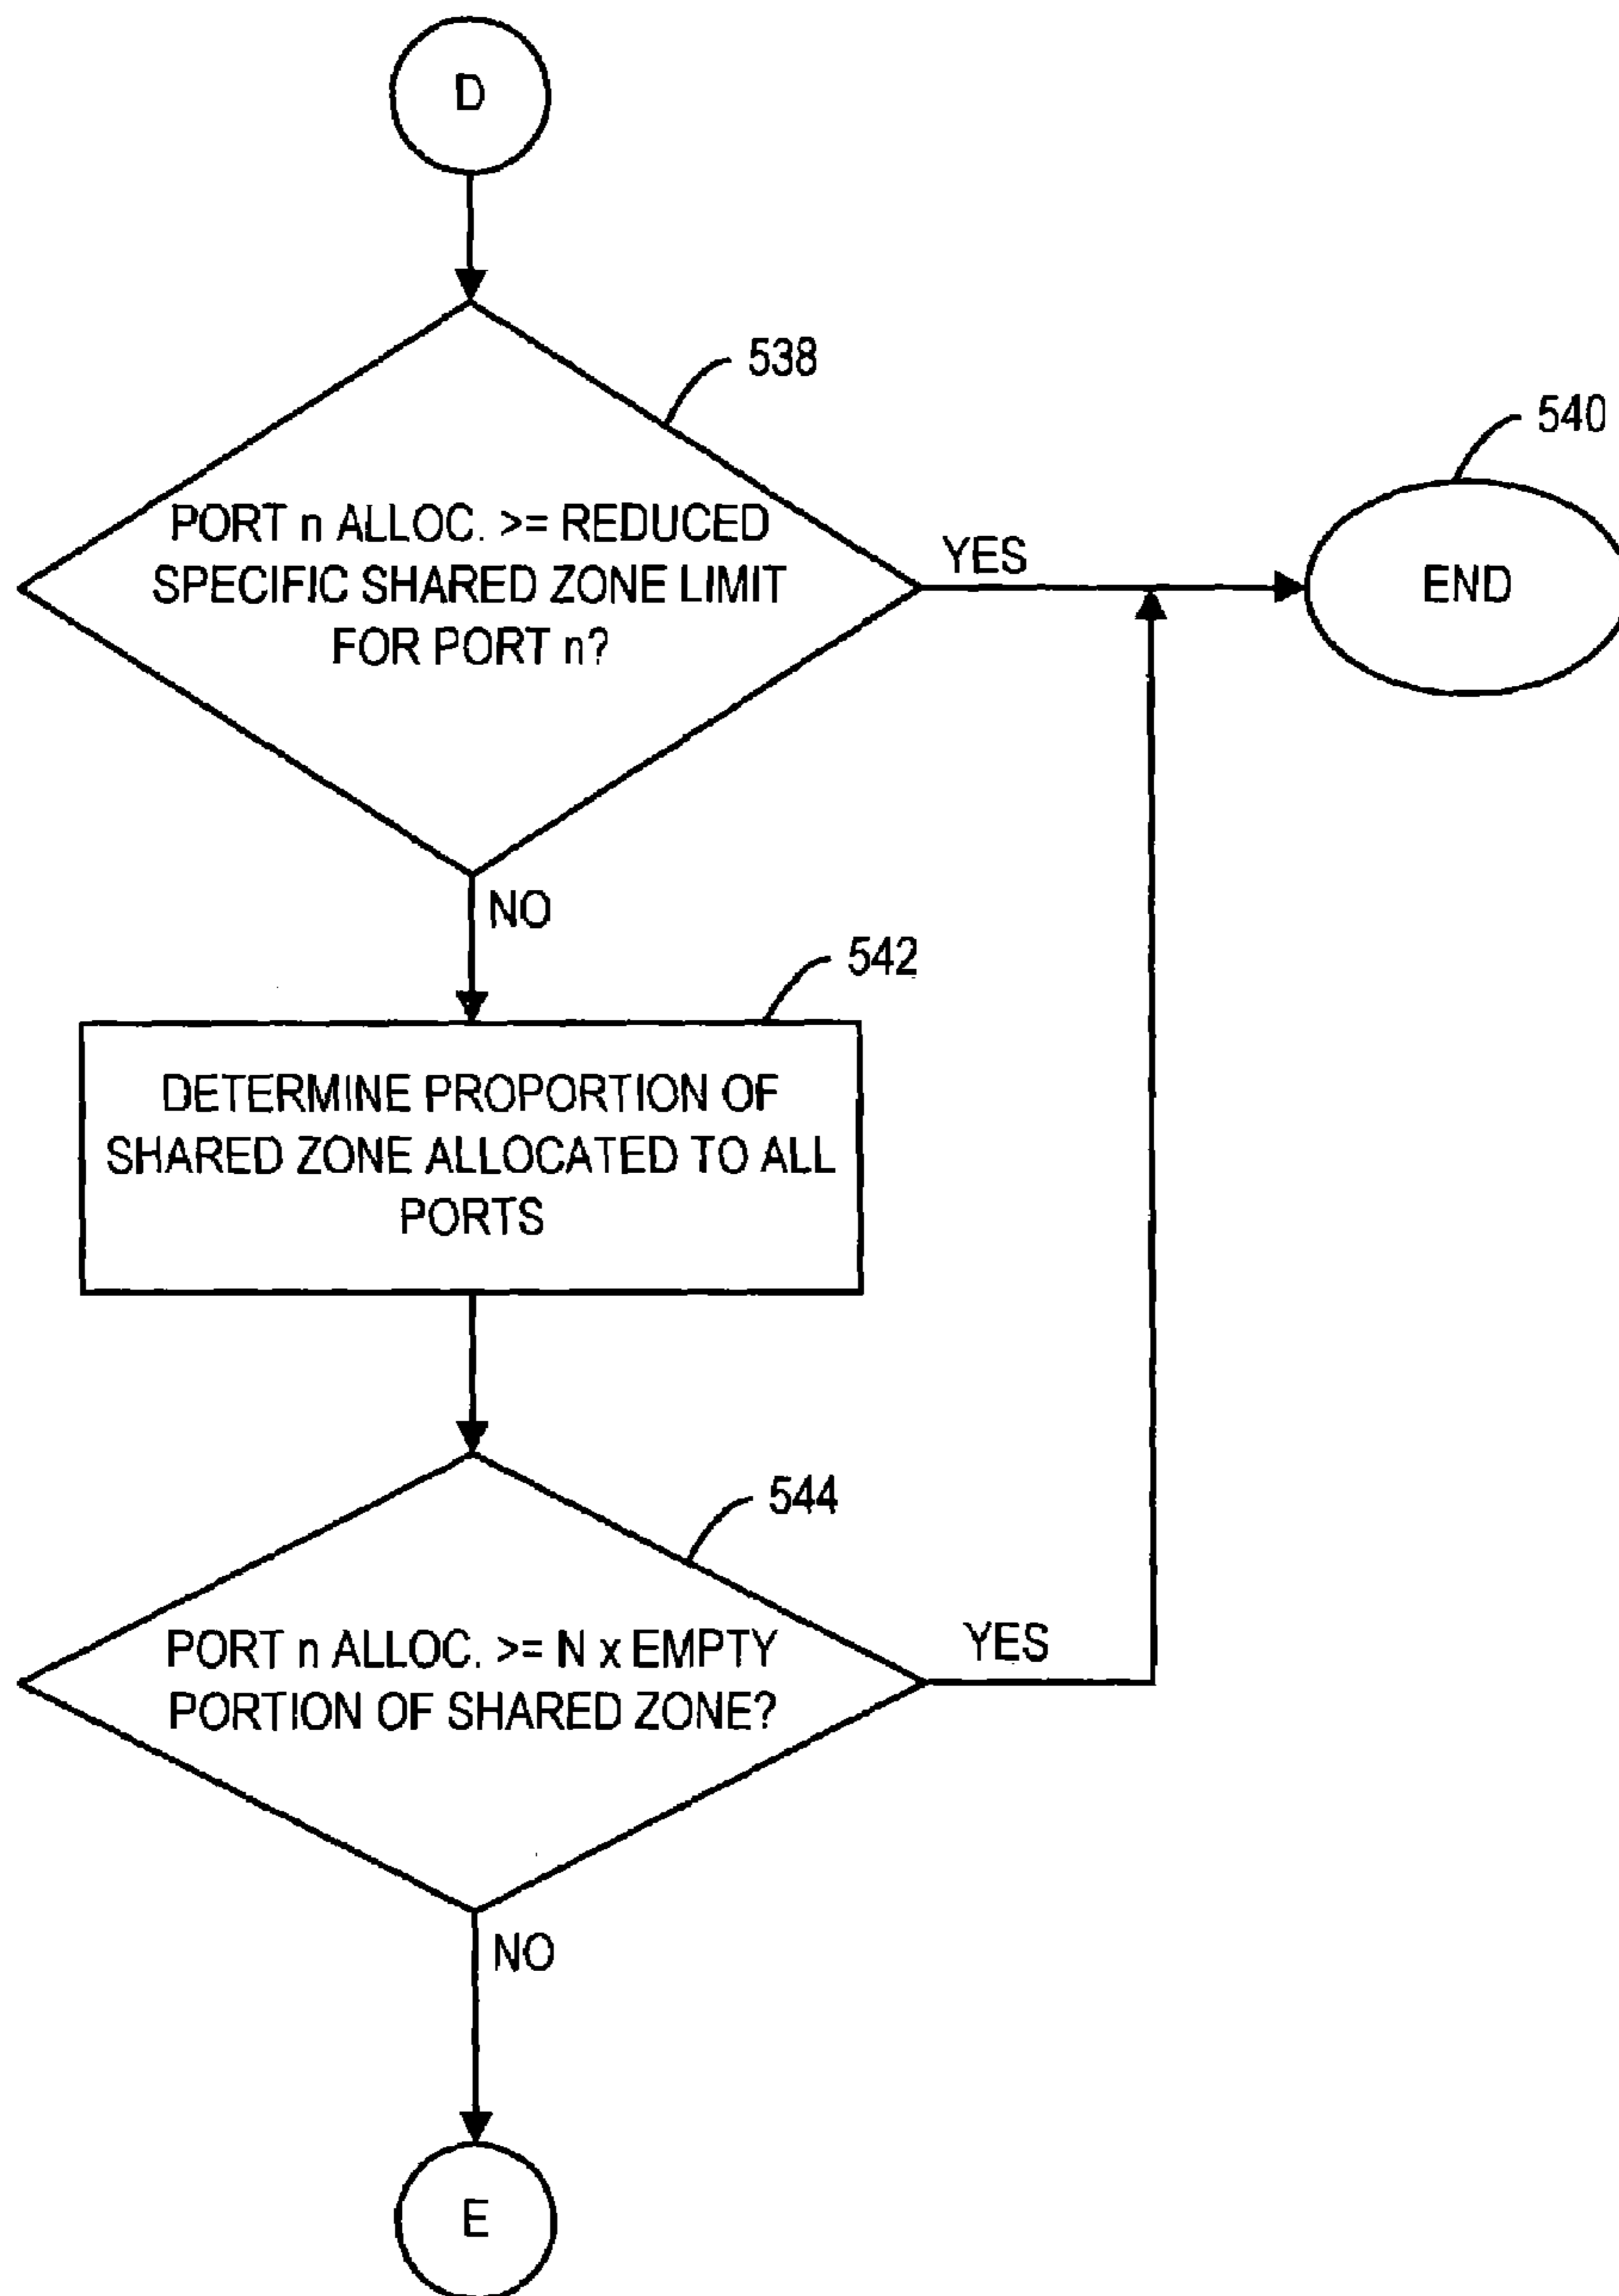 D
538
540
PORT n ALLOC. >= REDUCED
SPECIFIC SHARED ZONE LIMIT
FOR PORT n?
YES
END
NO
542
DETERMINE PROPORTION OF
SHARED ZONE ALLOCATED TO ALL
PORTS
544
PORT n ALLOC. >= N x EMPTY
PORTION OF SHARED ZONE?
YES
NO
E